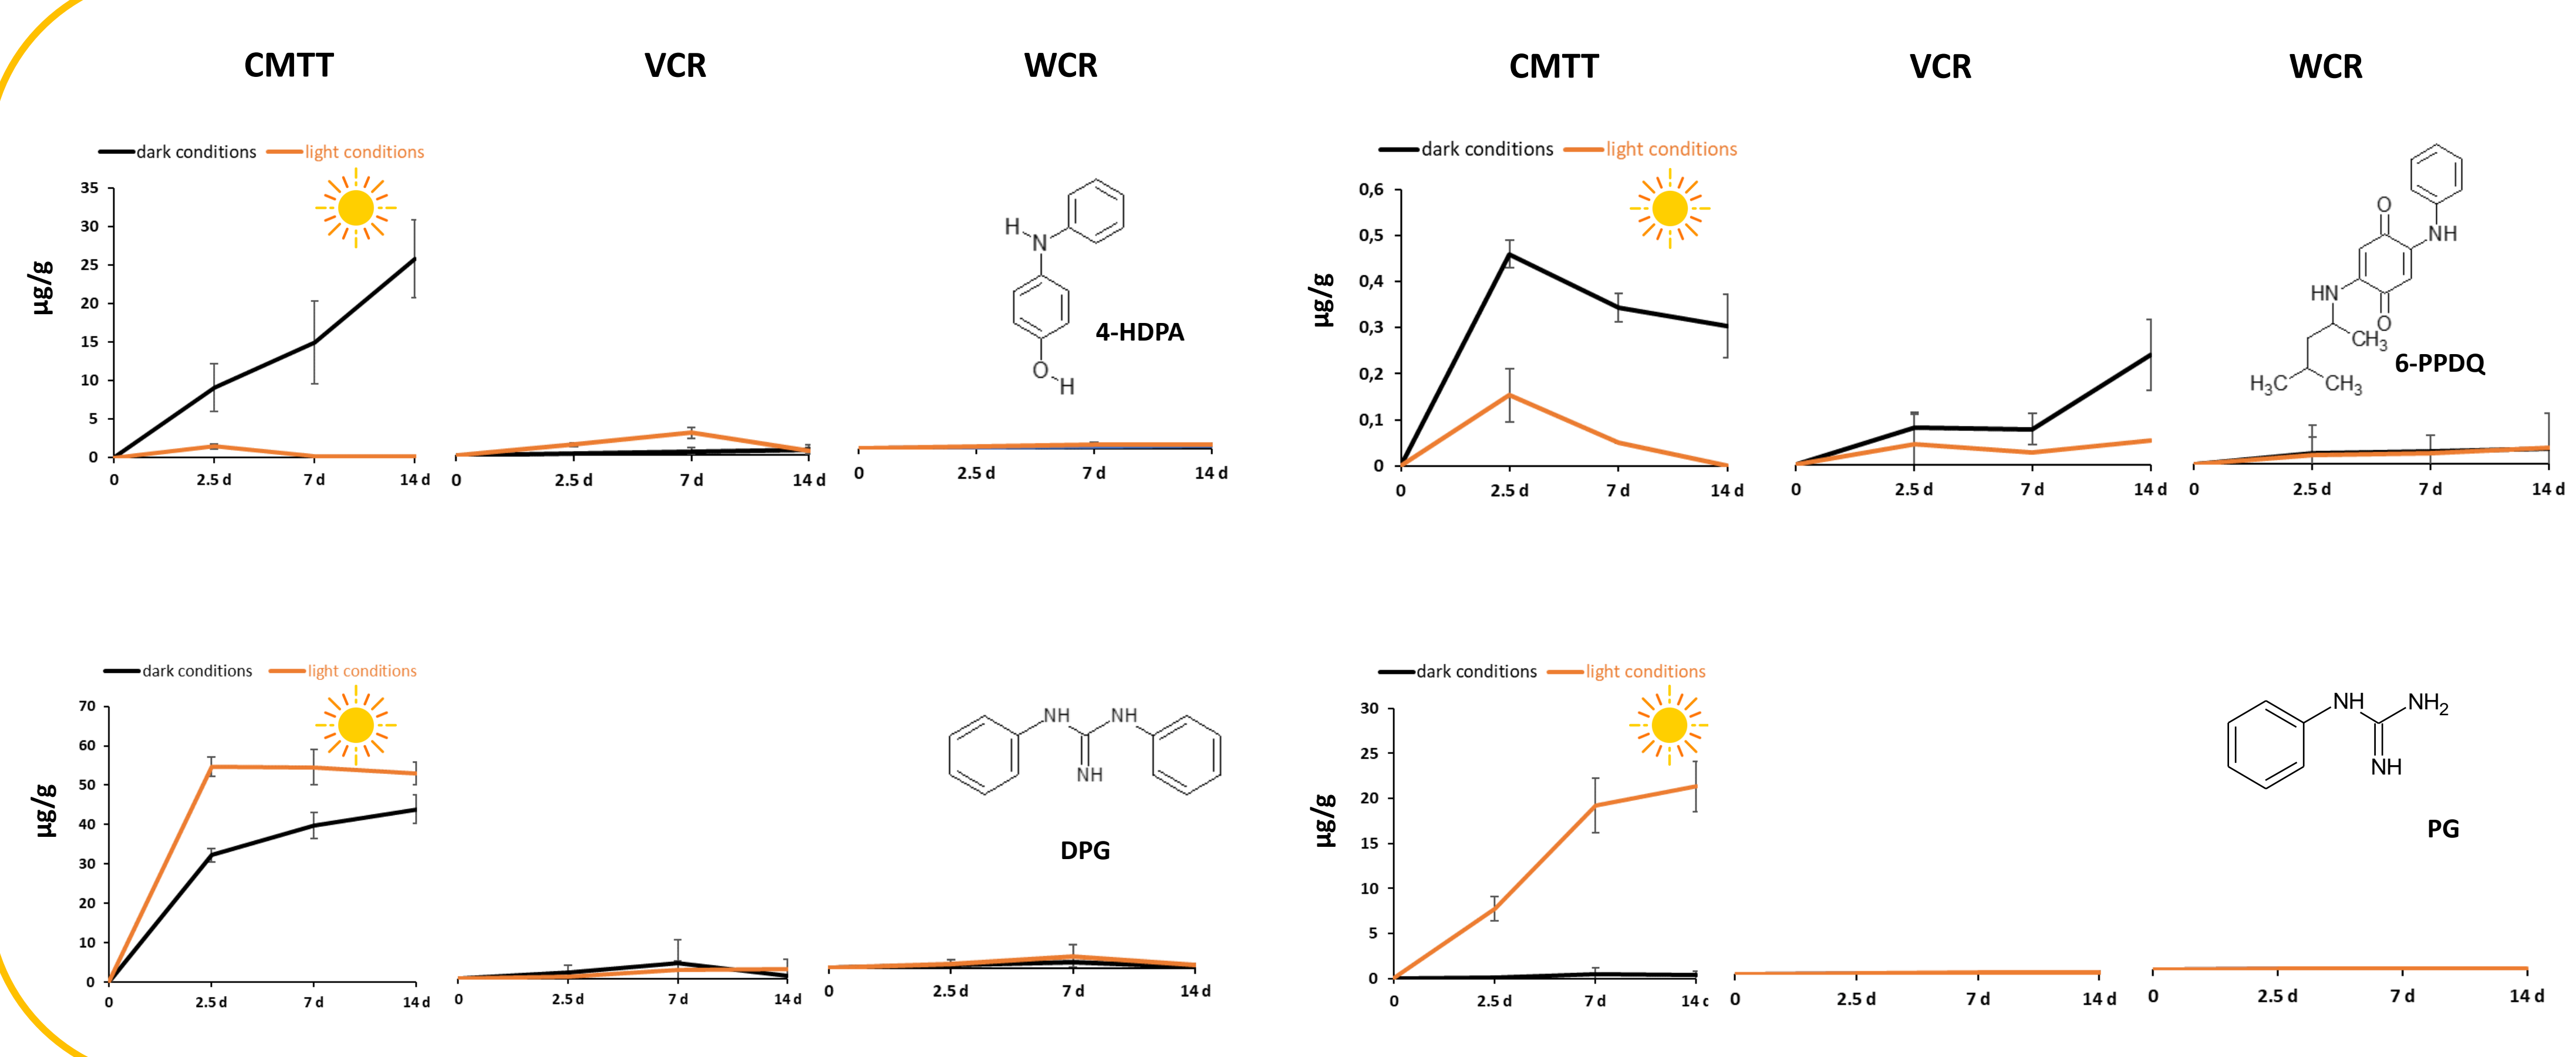 CMTT VCR WCR CMTT VCR WCR
dark conditions light conditions
µg/g
35
30
25
20
15
10
5
0
0 2.5 d 7 d 14 d
0 2.5 d 7 d 14 d
0 2.5 d 7 d 14 d
H
N
O
H
4-HDPA
dark conditions light conditions
µg/g
0,6
0,5
0,4
0,3
0,2
0,1
0
0 2.5 d 7 d 14 d
0 2.5 d 7 d 14 d
0 2.5 d 7 d 14 d
O
NH
HN
O
CH3
H3C CH3
6-PPDQ
dark conditions light conditions
µg/g
70
60
50
40
30
20
10
0
0 2.5 d 7 d 14 d
0 2.5 d 7 d 14 d
0 2.5 d 7 d 14 d
NH NH
NH
DPG
dark conditions light conditions
µg/g
30
25
20
15
10
5
0
0 2.5 d 7 d 14 d
0 2.5 d 7 d 14 d
0 2.5 d 7 d 14 d
NH NH2
NH
PG